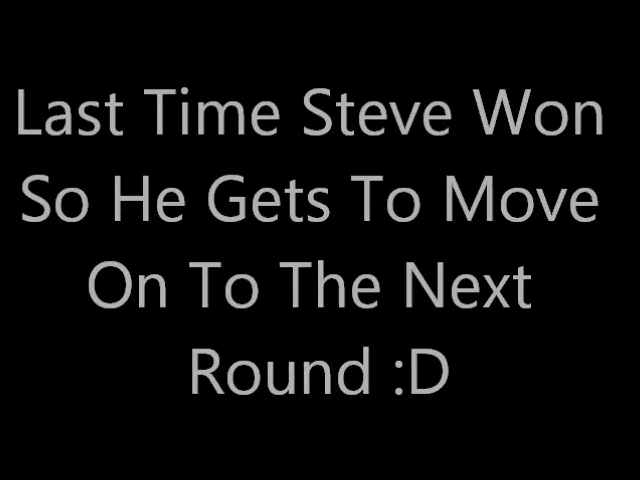 Last Time Steve Won
So He Gets To Move
On To The Next
Round :D